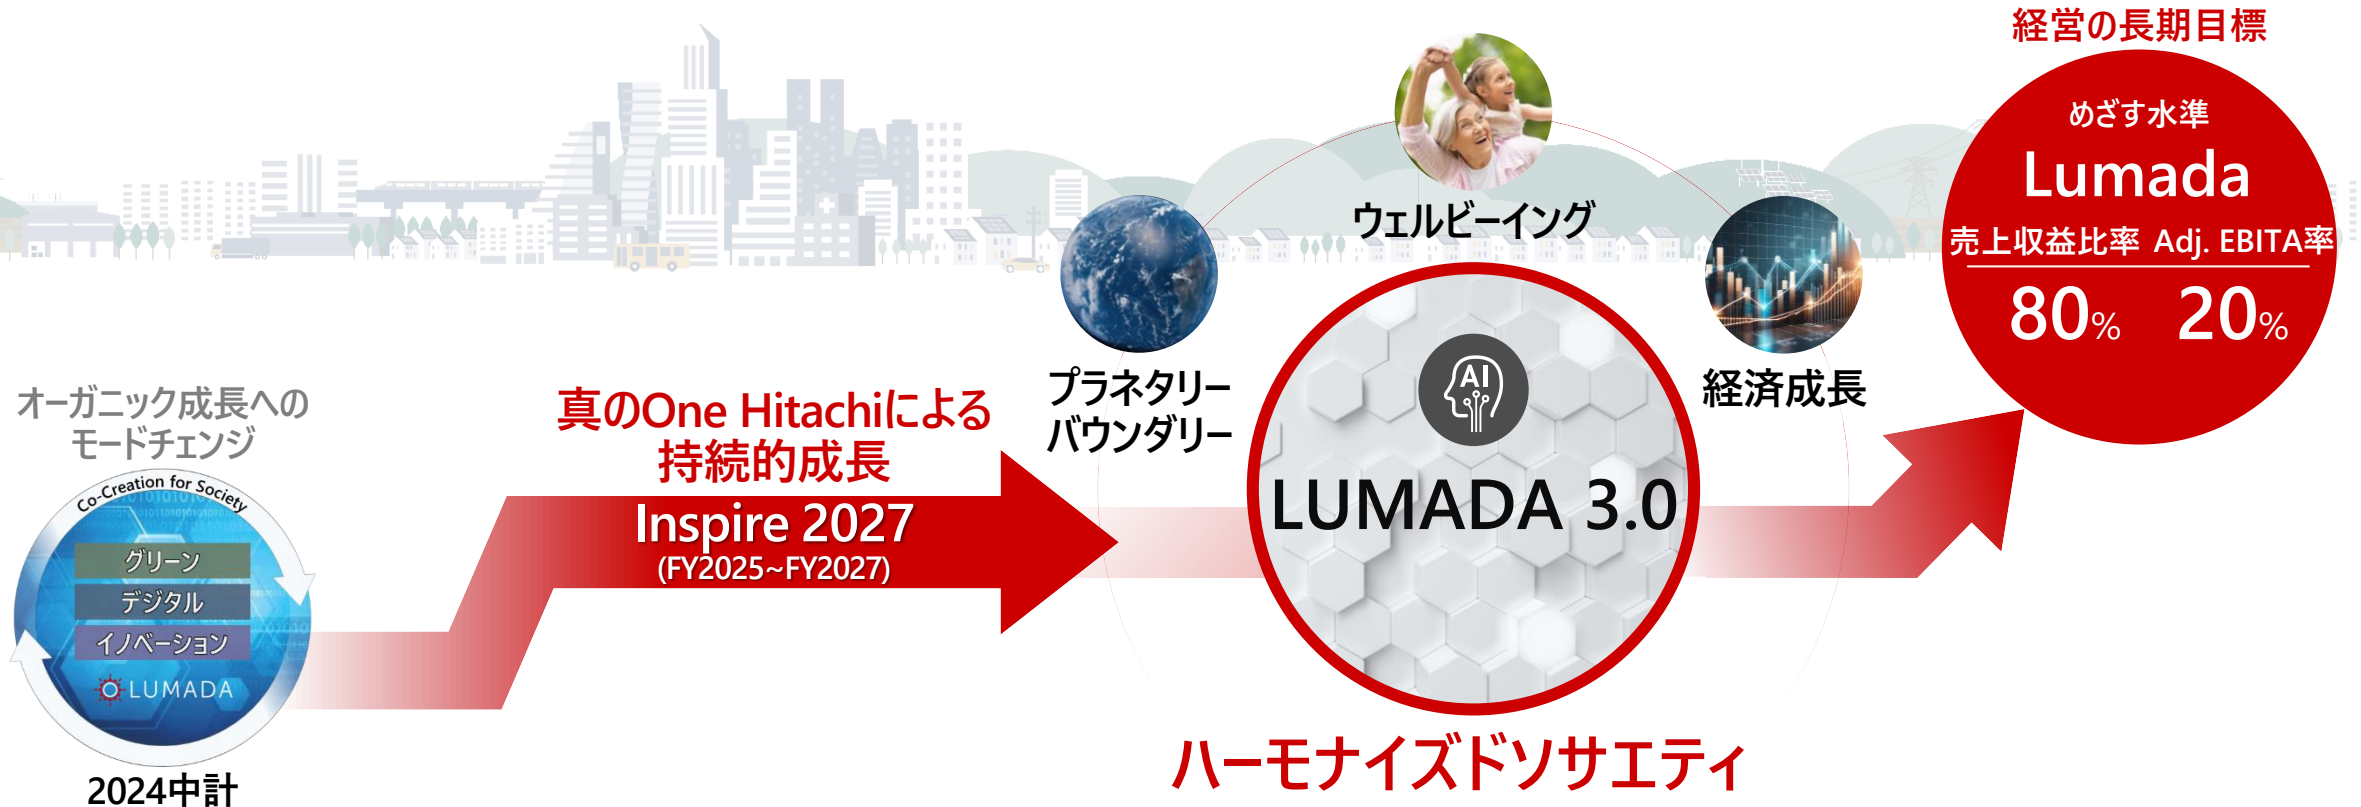 オーガニック成長への
モードチェンジ
Co-Creation for Society
グリーン
デジタル
イノベーション
LUMADA
2024中計
真のOne Hitachiによる
持続的成長
Inspire 2027
(FY2025~FY2027)
プラネタリー
バウンダリー
ウェルビーイング
経済成長
AI
LUMADA 3.0
ハーモナイズドソサエティ
経営の長期目標
めざす水準
Lumada
売上収益比率 Adj. EBITA率
80% 20%